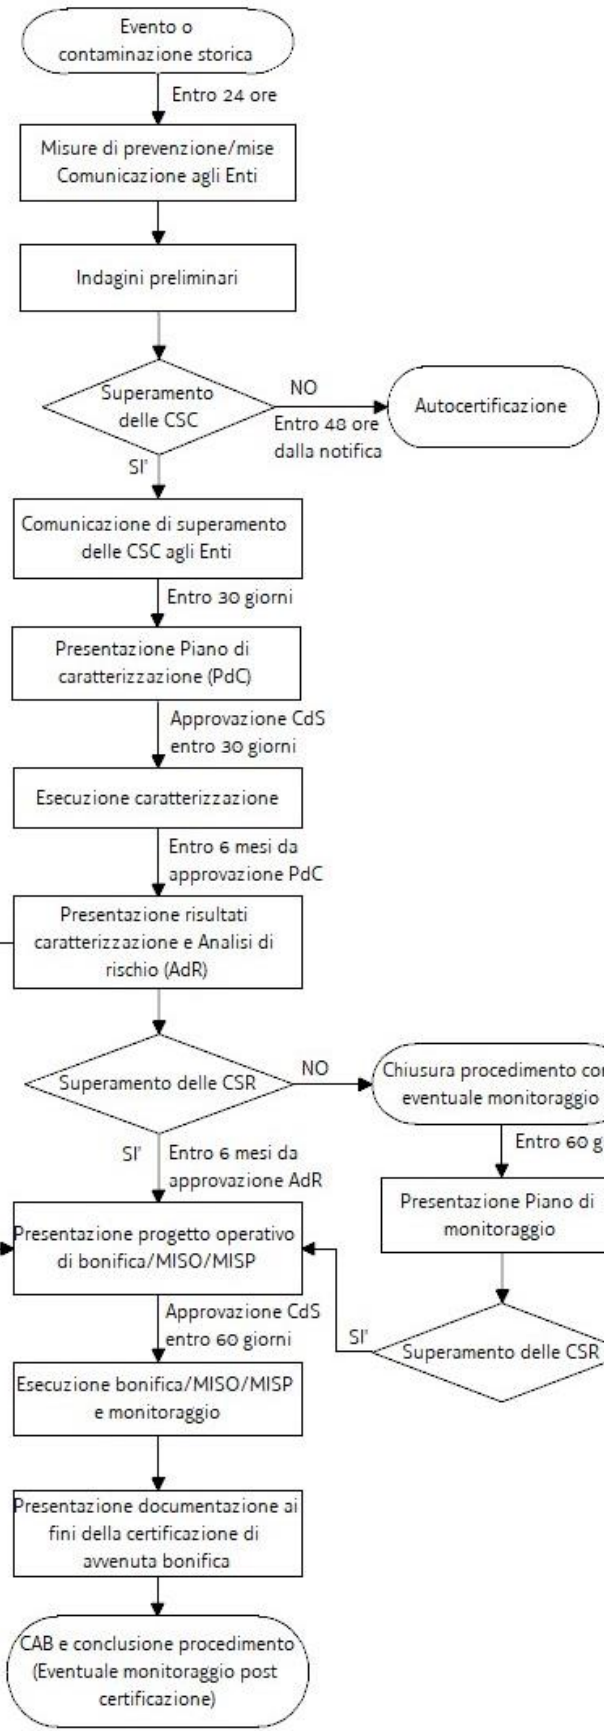 Evento o
contaminazione storica
Entro 24 ore
Misure di prevenzione/mise
Comunicazione agli Enti
Indagini preliminari
Superamento
delle CSC
NO
Entro 48 ore
dalla notifica
Autocertificazione
SI'
Comunicazione di superamento
delle CSC agli Enti
Entro 30 giorni
Presentazione Piano di
caratterizzazione (PdC)
Approvazione CdS
entro 30 giorni
Esecuzione caratterizzazione
Entro 6 mesi da
approvazione PdC
Presentazione risultati
caratterizzazione e Analisi di
rischio (AdR)
Superamento delle CSR
NO
Chiusura procedimento con
eventuale monitoraggio
SI'
Entro 6 mesi da
approvazione AdR
Entro 60 g
Presentazione Piano di
monitoraggio
Presentazione progetto operativo
di bonifica/MISO/MISP
Approvazione CdS
entro 60 giorni
SI'
Superamento delle CSR
Esecuzione bonifica/MISO/MISP
e monitoraggio
Presentazione documentazione ai
fini della certificazione di
avvenuta bonifica
CAB e conclusione procedimento
(Eventuale monitoraggio post
certificazione)